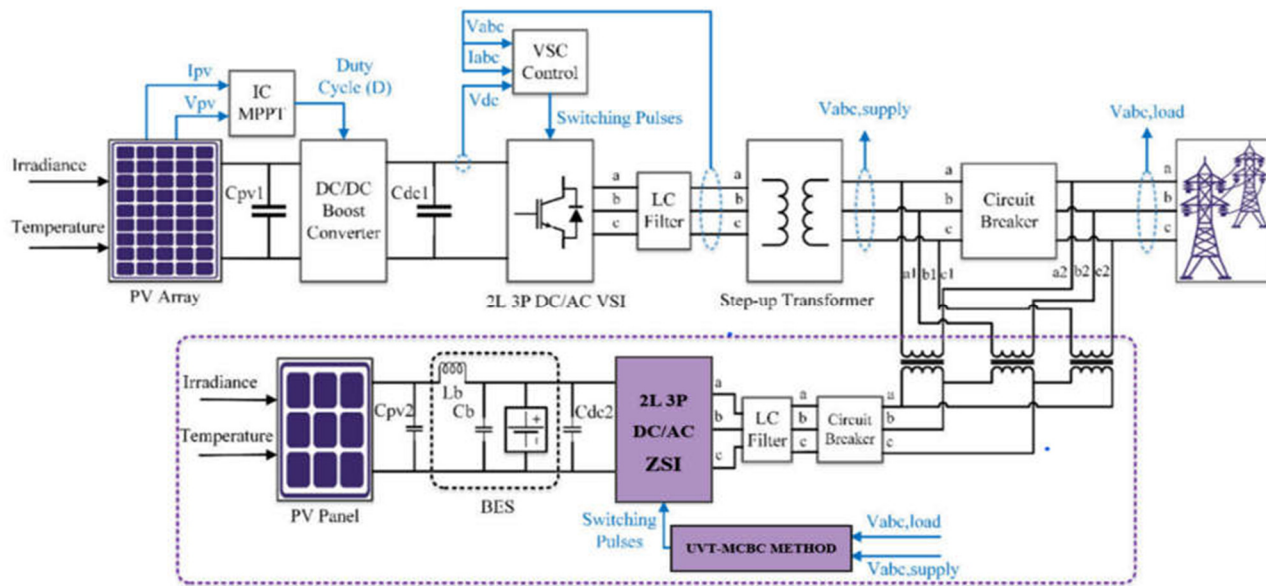 Vabc
Iabc
Vdc
VSC
Control
Ipv
Vpv
IC
MPPT
Duty
Cycle (D)
Switching Pulses
Vabc,supply
Vabc,load
Irradiance
Temperature
Cpv1
DC/DC
Boost
Converter
Cdc1
a
b
c
LC
Filter
a
b
c
a
b
c
Circuit
Breaker
a
b
c
PV Array
2L 3P DC/AC VSI
Step-up Transformer
a1
b1
c1
a2
b2
c2
Irradiance
Temperature
Cpv2
Lb
Cb
Cdc2
+
-
2L 3P
DC/AC
ZSI
a
b
c
LC
Filter
a
b
c
Circuit
Breaker
a
b
c
PV Panel
BES
Switching
Pulses
UVT-MCBC METHOD
Vabc,load
Vabc,supply